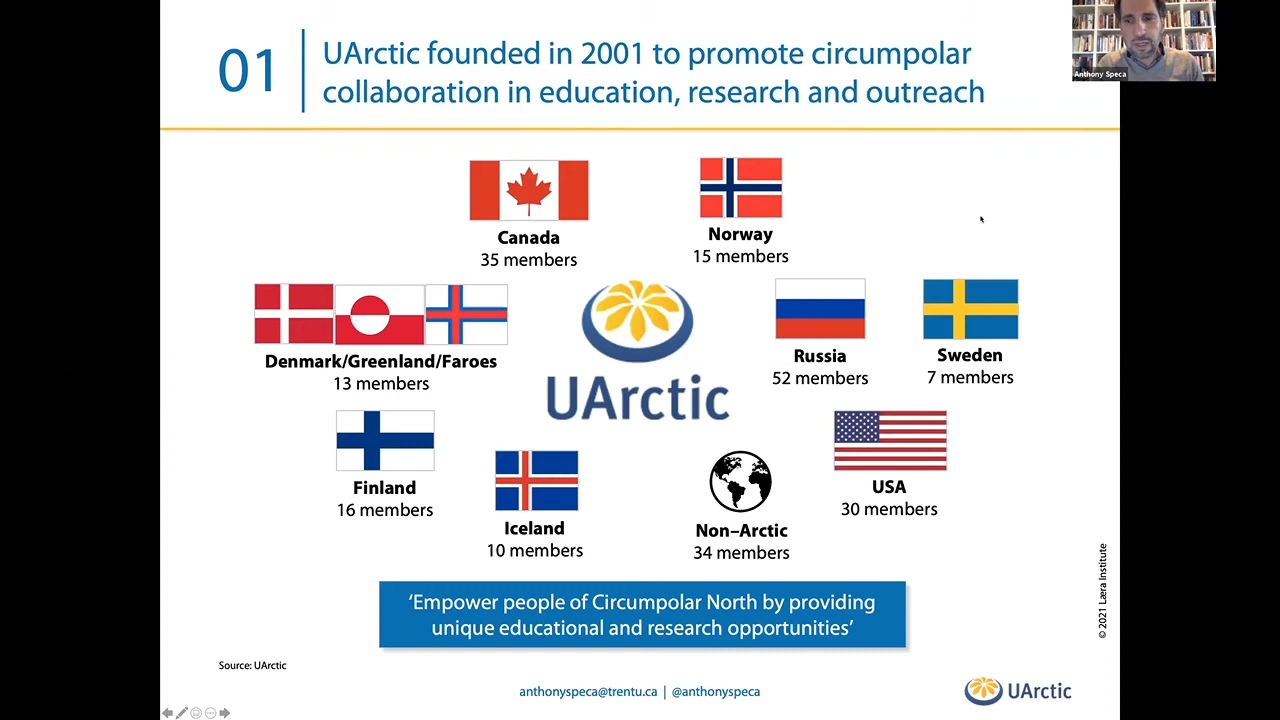 01
UArctic founded in 2001 to promote circumpolar
collaboration in education, research and outreach
Anthony Speca
Canada
35 members
Norway
15 members
Denmark/Greenland/Faroes
13 members
UArctic
Russia
52 members
Sweden
7 members
Finland
16 members
Iceland
10 members
Non–Arctic
34 members
USA
30 members
‘Empower people of Circumpolar North by providing
unique educational and research opportunities’
© 2021 Læra Institute
Source: UArctic
anthonyspeca@trentu.ca | @anthonyspeca
UArctic